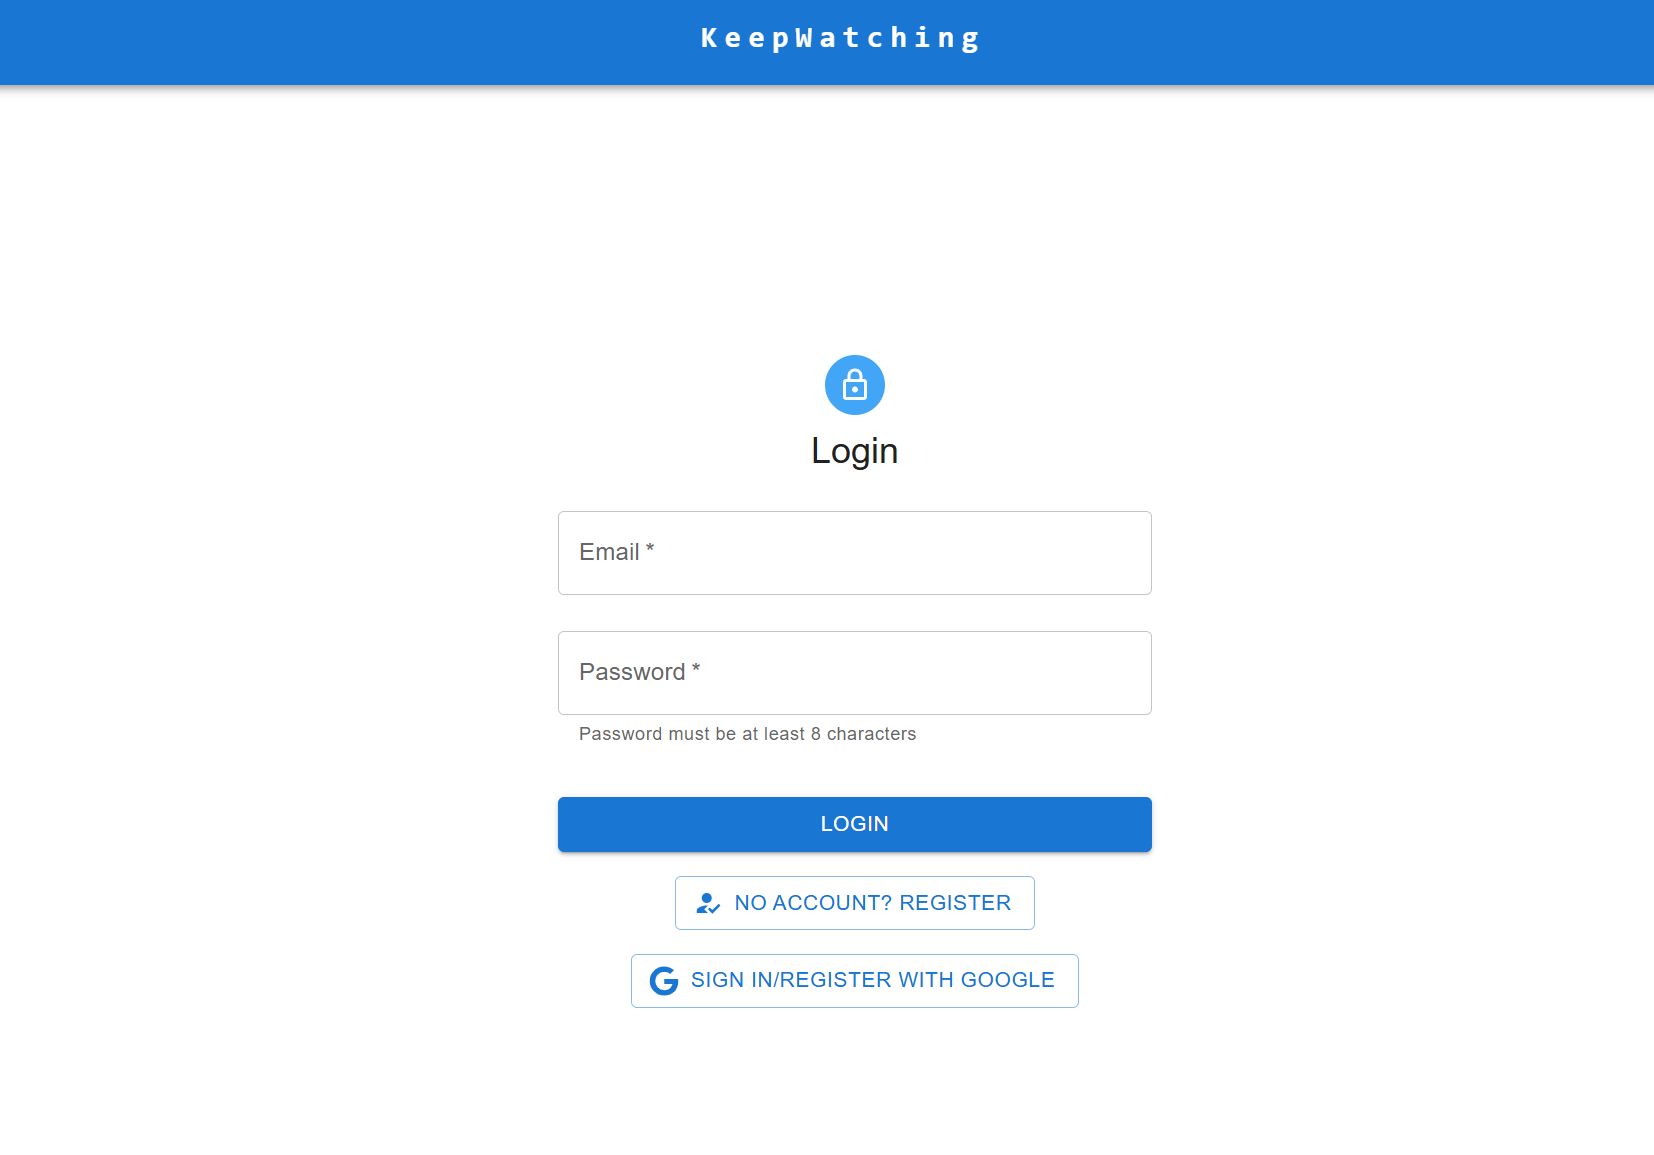 KeepWatching
Login
Email *
Password *
Password must be at least 8 characters
LOGIN
NO ACCOUNT? REGISTER
SIGN IN/REGISTER WITH GOOGLE